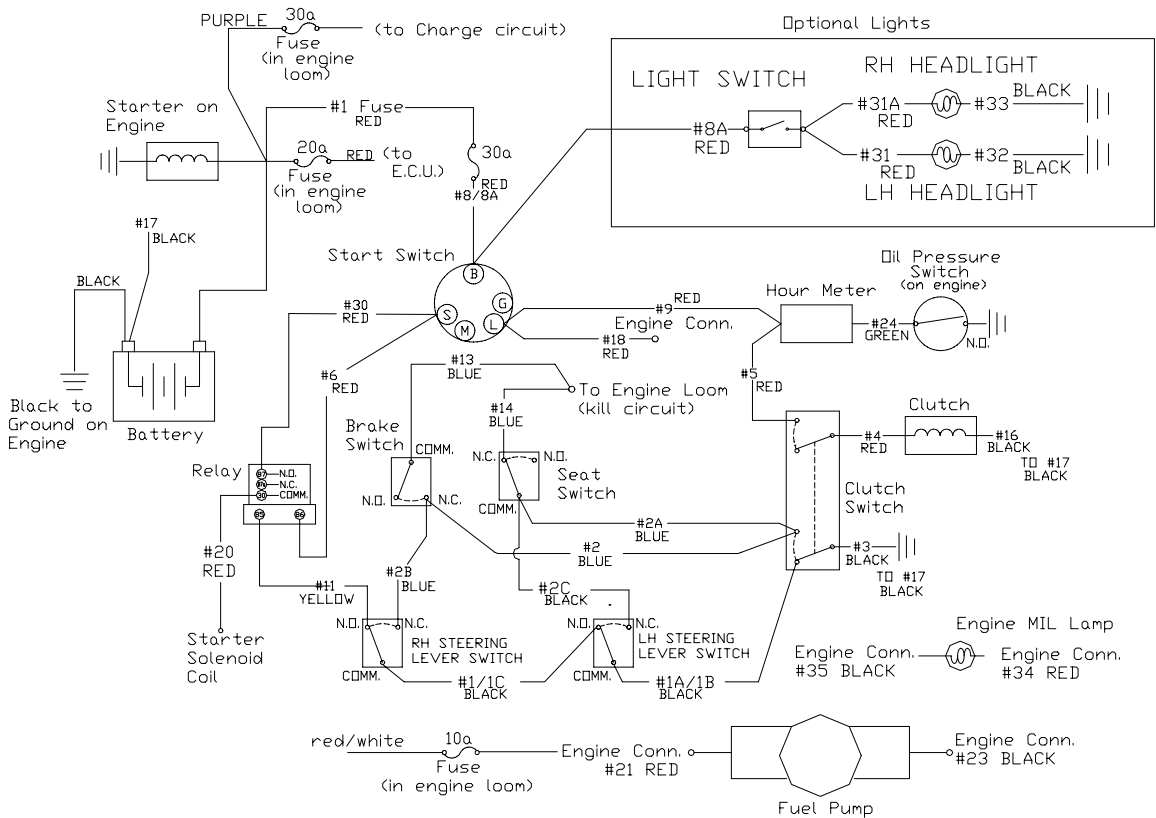 Optional Lights
PURPLE
30a
(to Charge circuit)
Fuse
(in engine
loom)
LIGHT SWITCH
RH HEADLIGHT
#31A
RED
#33
BLACK
#8A
RED
#31
RED
#32
BLACK
LH HEADLIGHT
Starter on
Engine
#1 Fuse
RED
20a
RED
(to
E.C.U.)
Fuse
(in engine
loom)
30a
RED
#8/8A
#17
BLACK
BLACK
Start Switch
B
G
S
L
M
#30
RED
#6
RED
#9
RED
Engine Conn.
#18
RED
Hour Meter
Oil Pressure
Switch
(on engine)
#24
GREEN
N.O.
#5
RED
Black to
Ground on
Engine
Battery
#13
BLUE
To Engine Loom
(kill circuit)
#14
BLUE
Brake
Switch
COMM.
N.O.
N.C.
N.C.
N.O.
Seat
Switch
COMM.
Clutch
#4
RED
#16
BLACK
TO #17
BLACK
Clutch
Switch
#3
BLACK
TO #17
BLACK
Relay
87
N.O.
N.C.
30
COMM.
85
86
#2A
BLUE
#2
BLUE
#20
RED
#11
YELLOW
#2B
BLUE
#2C
BLACK
Starter
Solenoid
Coil
N.O.
N.C.
RH STEERING
LEVER SWITCH
COMM.
#1/1C
BLACK
N.O.
N.C.
LH STEERING
LEVER SWITCH
COMM.
#1A/1B
BLACK
Engine MIL Lamp
Engine Conn.
#35 BLACK
Engine Conn.
#34 RED
red/white
10a
Fuse
(in engine loom)
Engine Conn.
#21 RED
Engine Conn.
#23 BLACK
Fuel Pump